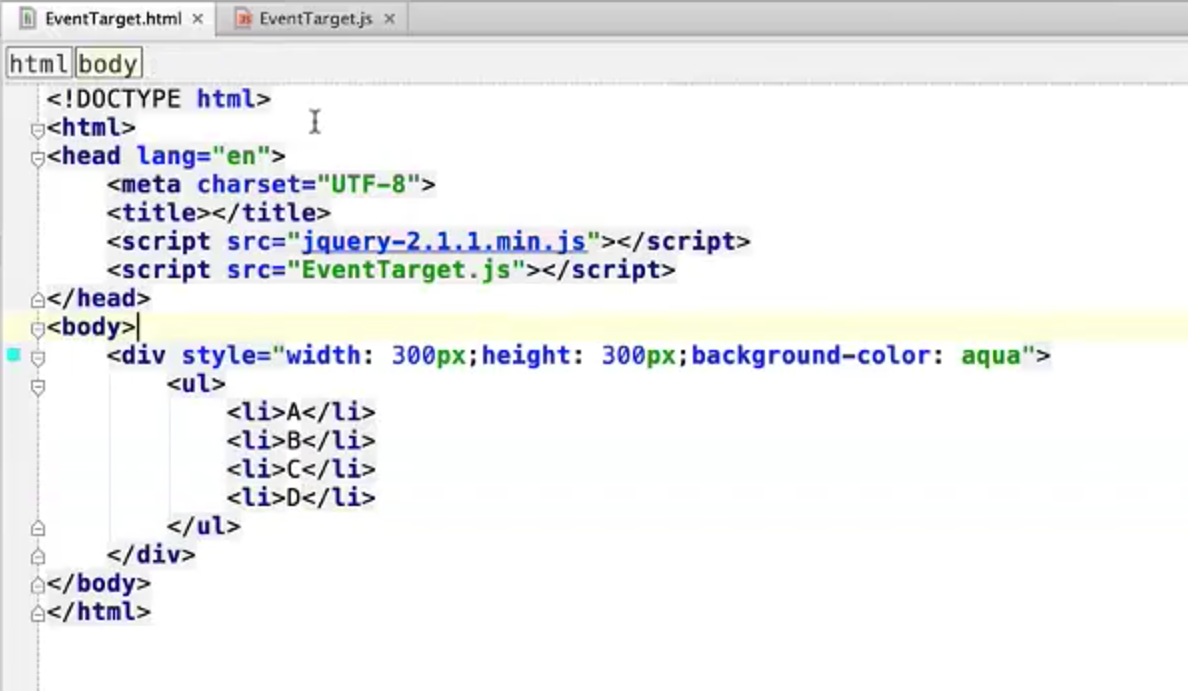 EventTarget.html EventTarget.js
html body
<!DOCTYPE html>
<html>
<head lang="en">
    <meta charset="UTF-8">
    <title></title>
    <script src="jquery-2.1.1.min.js"></script>
    <script src="EventTarget.js"></script>
</head>
<body>
    <div style="width: 300px;height: 300px;background-color: aqua">
        <ul>
            <li>A</li>
            <li>B</li>
            <li>C</li>
            <li>D</li>
        </ul>
    </div>
</body>
</html>